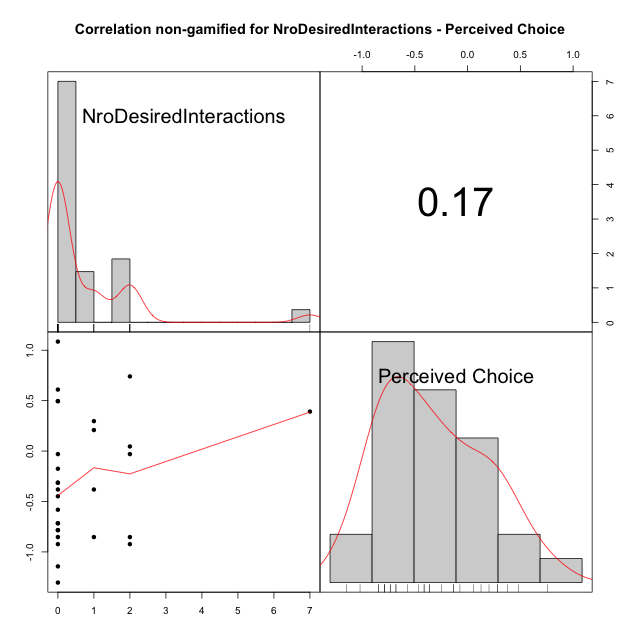 Correlation non-gamified for NroDesiredInteractions - Perceived Choice
-1.0 -0.5 0.0 0.5 1.0
NroDesiredInteractions
0.17
7
6
5
4
3
2
1
0
Perceived Choice
1.0
0.5
0.0
-0.5
-1.0
0 1 2 3 4 5 6 7